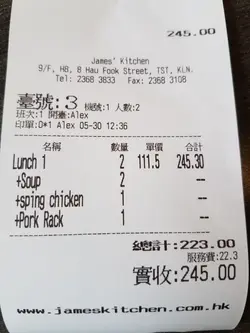 245.00
James' Kitchen
9/F, H8, 8 Hau Fook Street, TST, KLN.
Tel: 2368 3833 Fax: 2368 3108
臺號:3 機號:1 人數:2
班次:1 開臺:Alex
印單:0*1 Alex 05-30 12:36
名稱 數量 單價 合計
Lunch 1 2 111.5 245.30
+Soup 2 --
+sping chicken 1 --
+Pork Rack 1 --
總計:223.00
服務費:22.3
實收:245.00
www.jameskitchen.com.hk